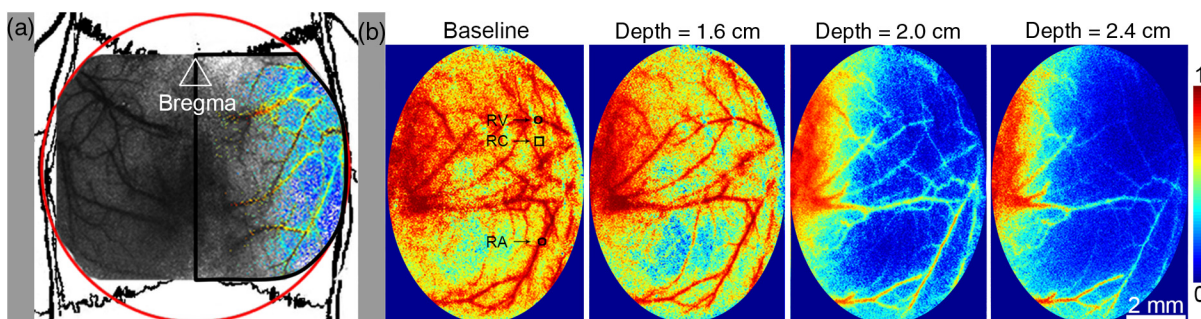 (a)
Bregma
(b)
Baseline
Depth = 1.6 cm
Depth = 2.0 cm
Depth = 2.4 cm
RV
RC
RA
1
0
2 mm